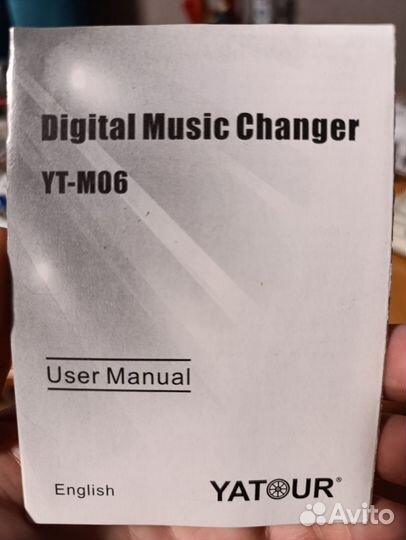 Digital Music Changer
YT-M06
User Manual
English
YATOUR®
Avito